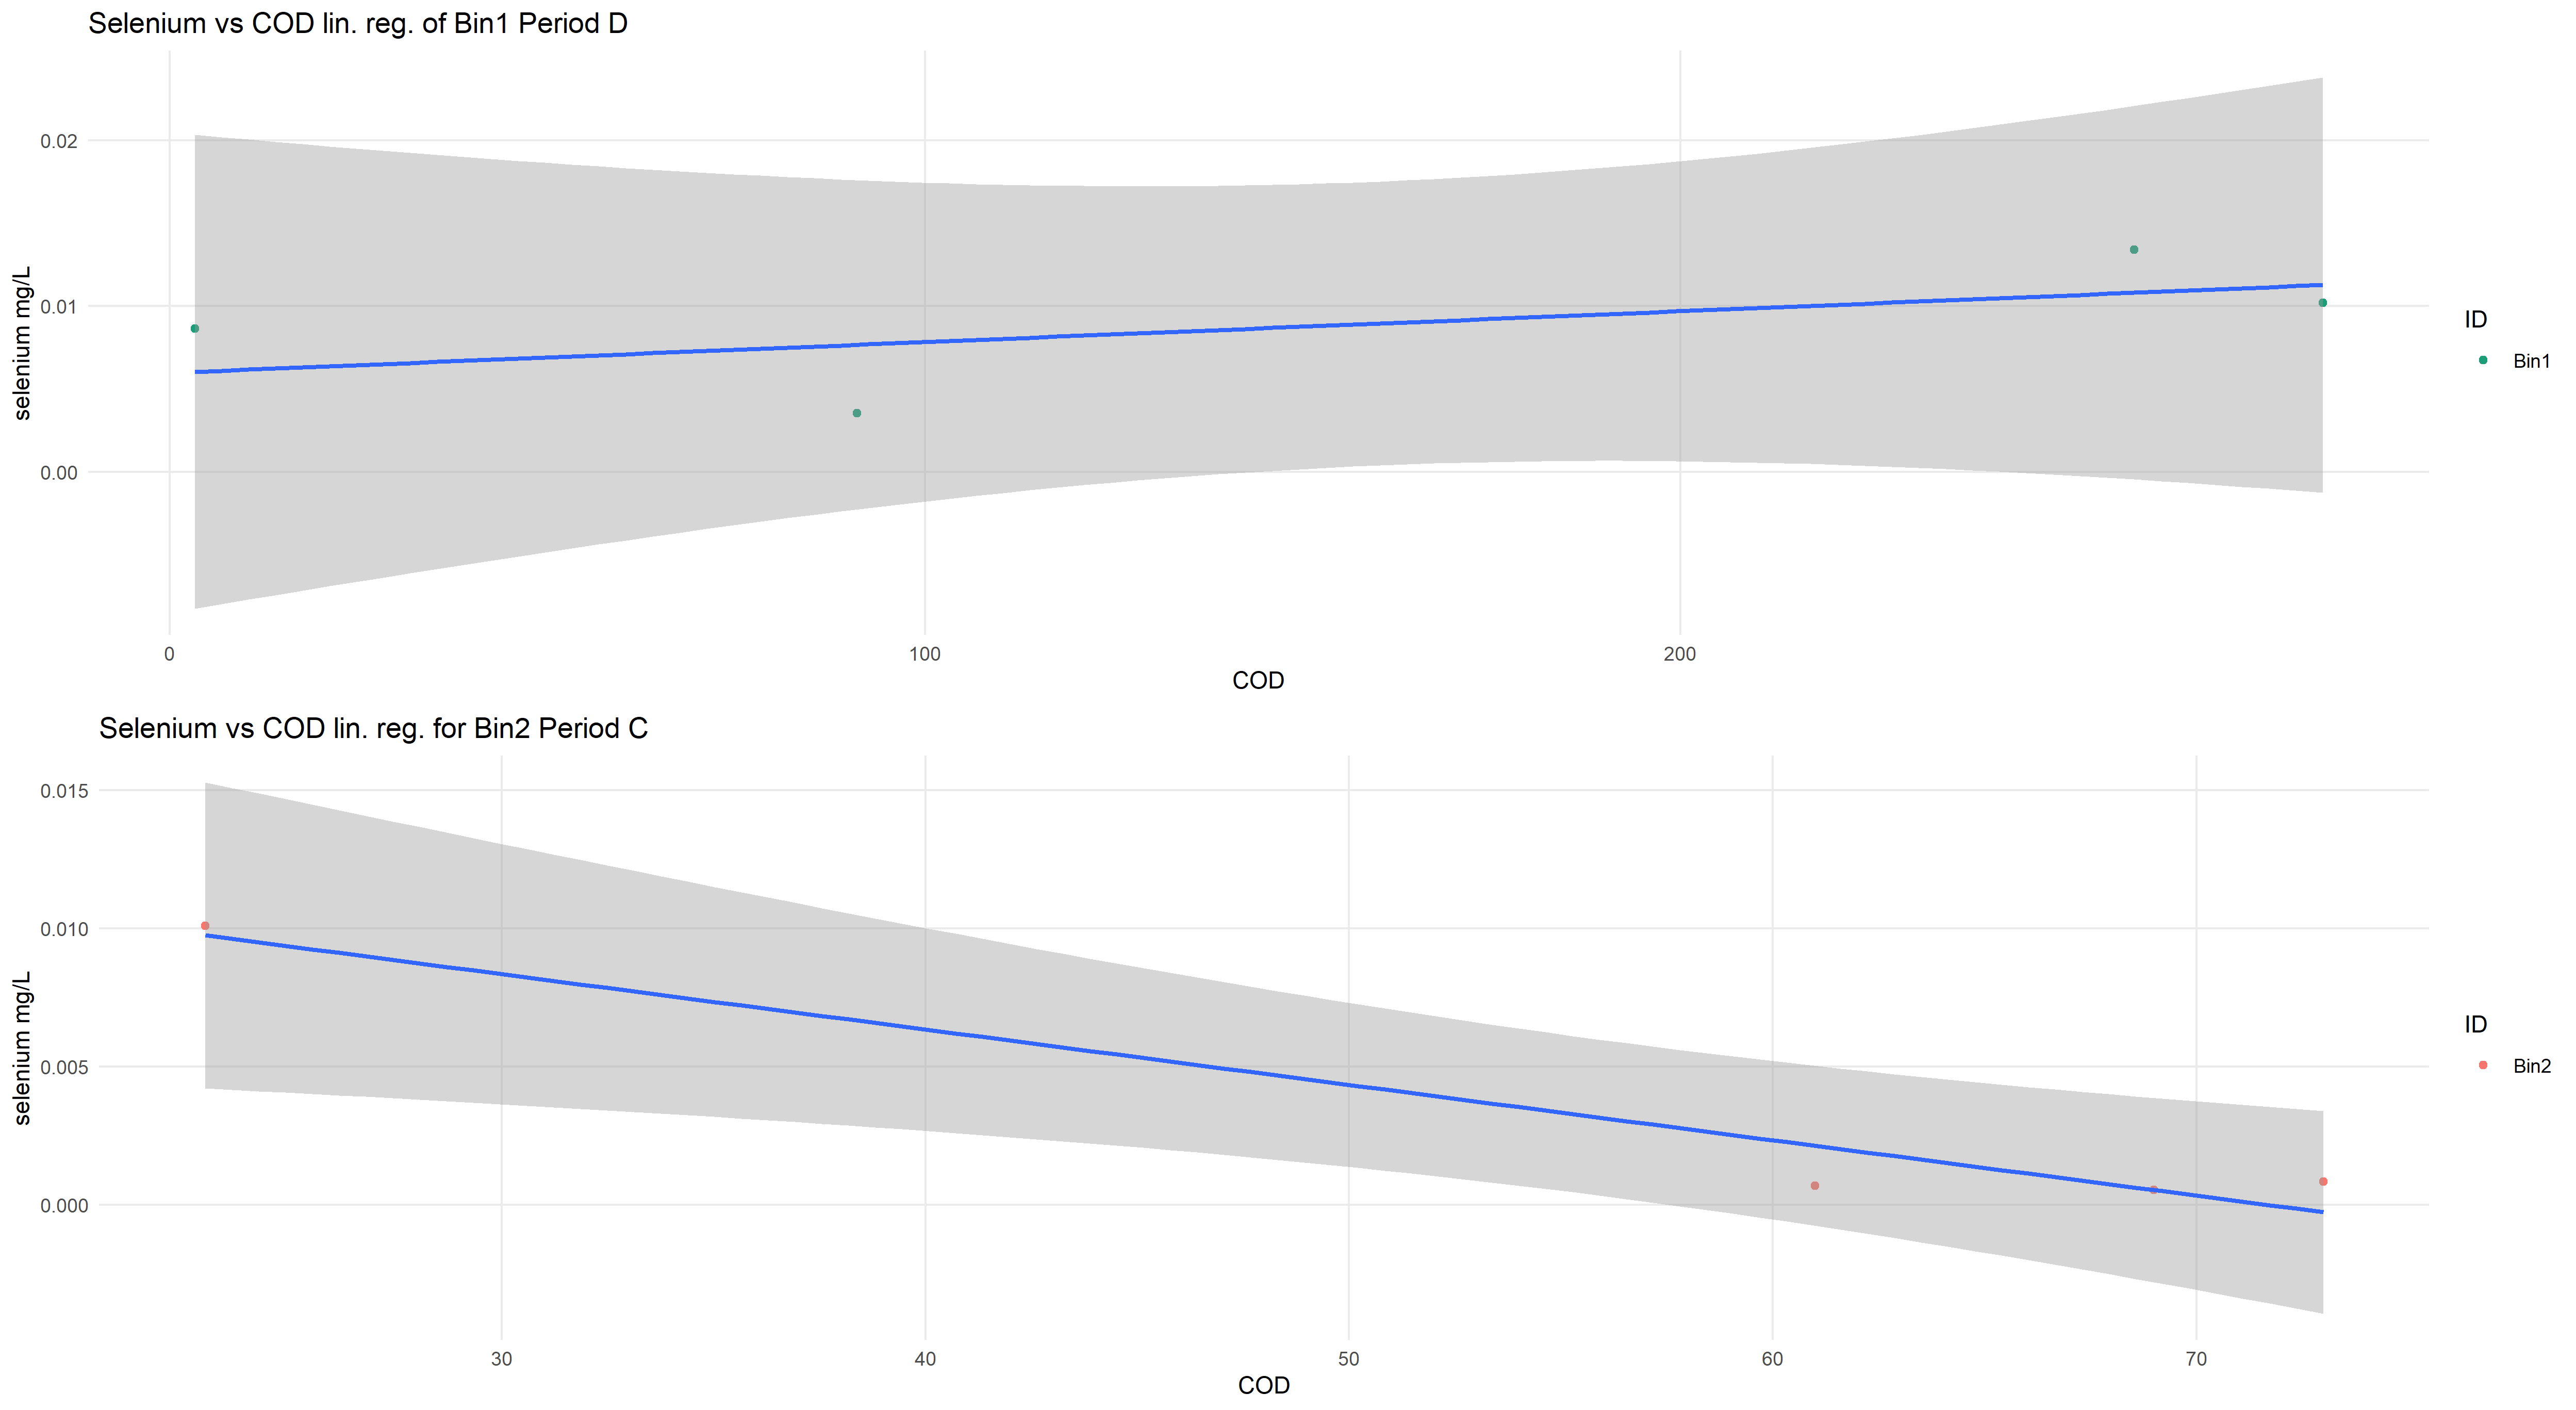 Selenium vs COD lin. reg. of Bin1 Period D
0.02
0.01
0.00
selenium mg/L
0 100 200
COD
ID
Bin1
Selenium vs COD lin. reg. for Bin2 Period C
0.015
0.010
0.005
0.000
selenium mg/L
30 40 50 60 70
COD
ID
Bin2